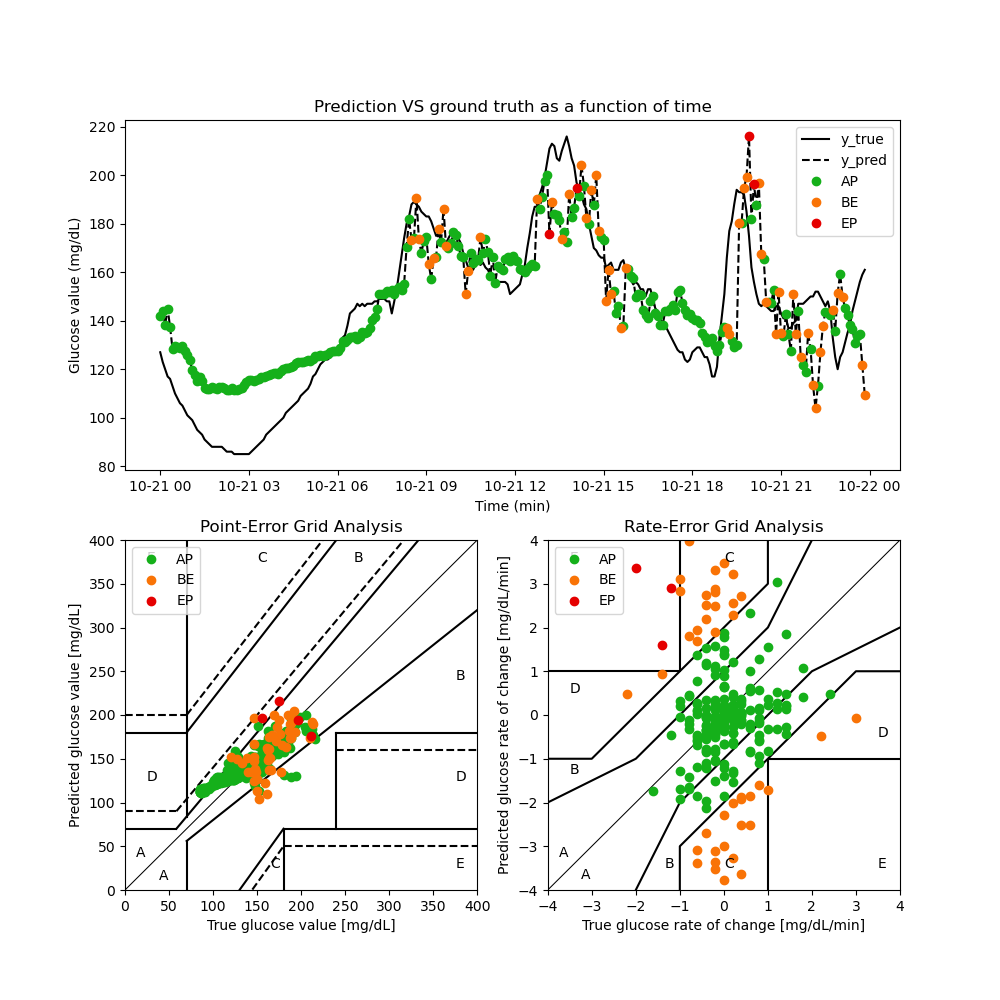 Prediction VS ground truth as a function of time
Glucose value (mg/dL)
220
200
180
160
140
120
100
80
y_true
y_pred
AP
BE
EP
10-21 00 10-21 03 10-21 06 10-21 09 10-21 12 10-21 15 10-21 18 10-21 21 10-22 00
Time (min)
Point-Error Grid Analysis
Predicted glucose value [mg/dL]
400
350
300
250
200
150
100
50
0
AP
BE
EP
C
B
B
D
D
A
A
C
E
0 50 100 150 200 250 300 350 400
True glucose value [mg/dL]
Rate-Error Grid Analysis
Predicted glucose rate of change [mg/dL/min]
4
3
2
1
0
−1
−2
−3
−4
AP
BE
EP
C
D
D
B
A
A
B
C
E
−4 −3 −2 −1 0 1 2 3 4
True glucose rate of change [mg/dL/min]